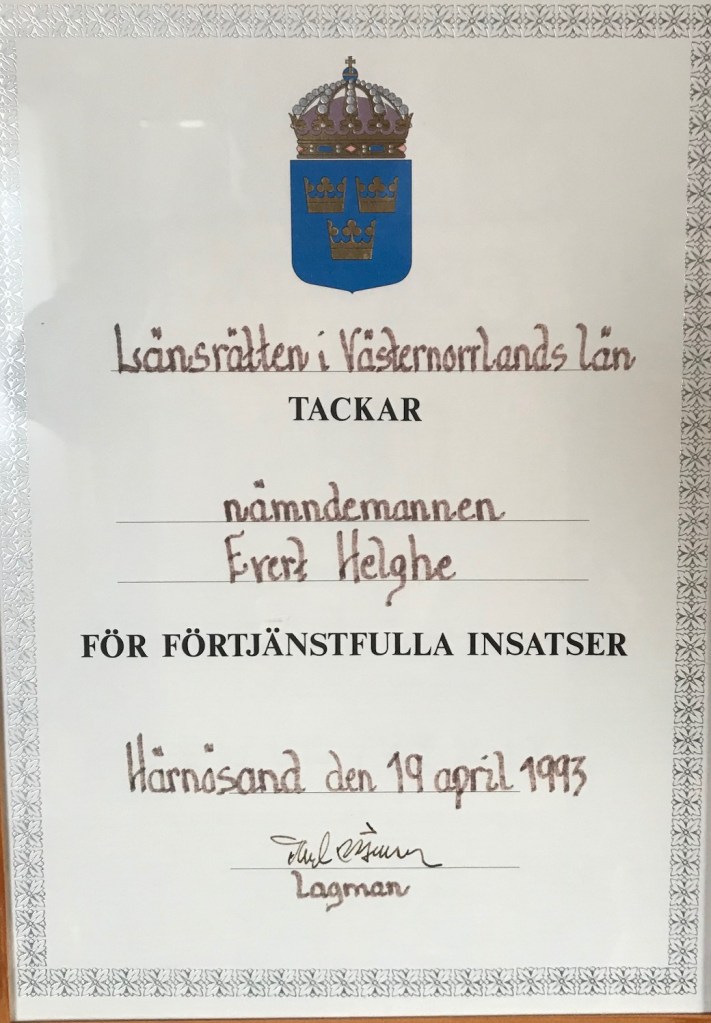 Länsrätten i Västernorrlands län
TACKAR
nämndemannen
Evert Helghe
FÖR FÖRTJÄNSTFULLA INSATSER
Härnösand den 19 april 1993
Lagman